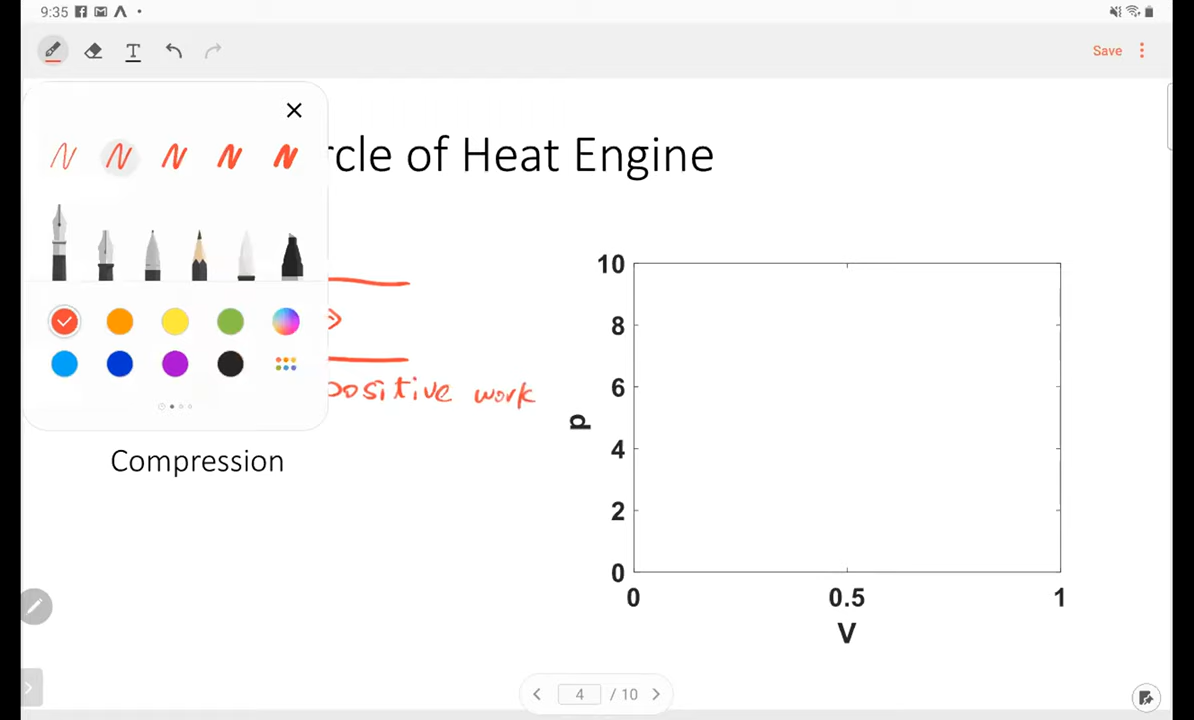 9:35
Save
rcle of Heat Engine
positive work
Compression
10
8
6
4
2
0
p
0 0.5 1
V
4 / 10